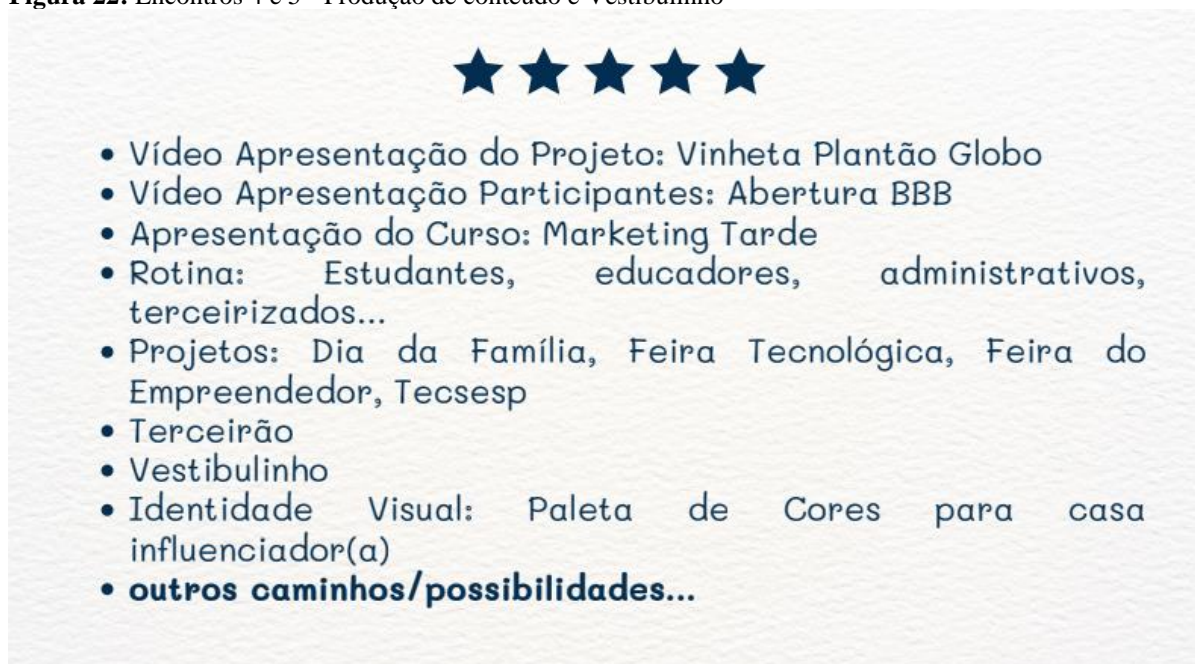 Figura 22: Encontros 4 e 5 - Produção de conteúdo e Vestibulinho
• Vídeo Apresentação do Projeto: Vinheta Plantão Globo
• Vídeo Apresentação Participantes: Abertura BBB
• Apresentação do Curso: Marketing Tarde
• Rotina: Estudantes, educadores, administrativos,
terceirizados...
• Projetos: Dia da Família, Feira Tecnológica, Feira do
Empreendedor, Tecsesp
• Terceirão
• Vestibulinho
• Identidade Visual: Paleta de Cores para casa
influenciador(a)
• outros caminhos/possibilidades...